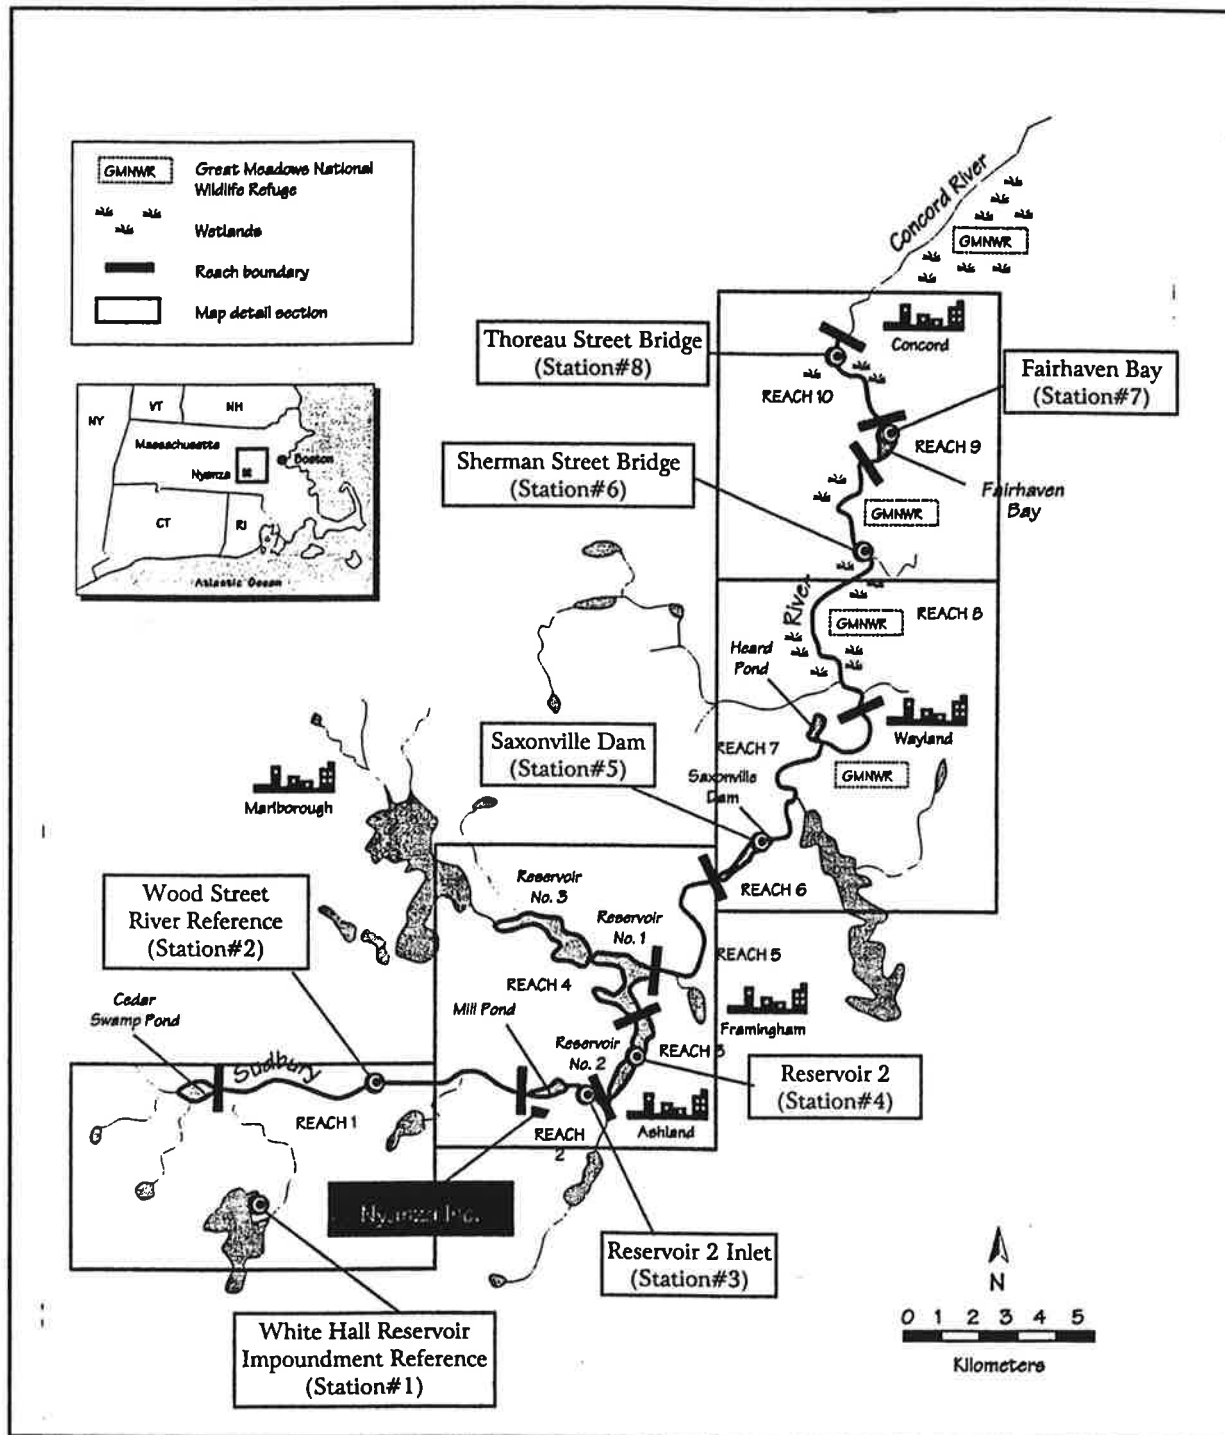 GMNWR
Great Meadows National
Wildlife Refuge
Wetlands
Reach boundary
Map detail section
NY
VT
NH
Massachusetts
Nyanza
Boston
CT
RI
Atlantic Ocean
Concord River
GMNWR
Concord
Thoreau Street Bridge
(Station#8)
REACH 10
Fairhaven Bay
(Station#7)
REACH 9
Sherman Street Bridge
(Station#6)
Fairhaven
Bay
GMNWR
River
GMNWR
REACH 8
Heard
Pond
Wayland
Saxonville Dam
(Station#5)
REACH 7
Saxonville
Dam
GMNWR
Marlborough
REACH 6
Reservoir
No. 3
Reservoir
No. 1
Wood Street
River Reference
(Station#2)
REACH 5
REACH 4
Cedar
Swamp Pond
Mill Pond
Framingham
Reservoir
No. 2
REACH 3
Sudbury
Reservoir 2
(Station#4)
REACH 1
REACH
2
Ashland
Nyanza Inc.
Reservoir 2 Inlet
(Station#3)
N
White Hall Reservoir
Impoundment Reference
(Station#1)
0 1 2 3 4 5
Kilometers